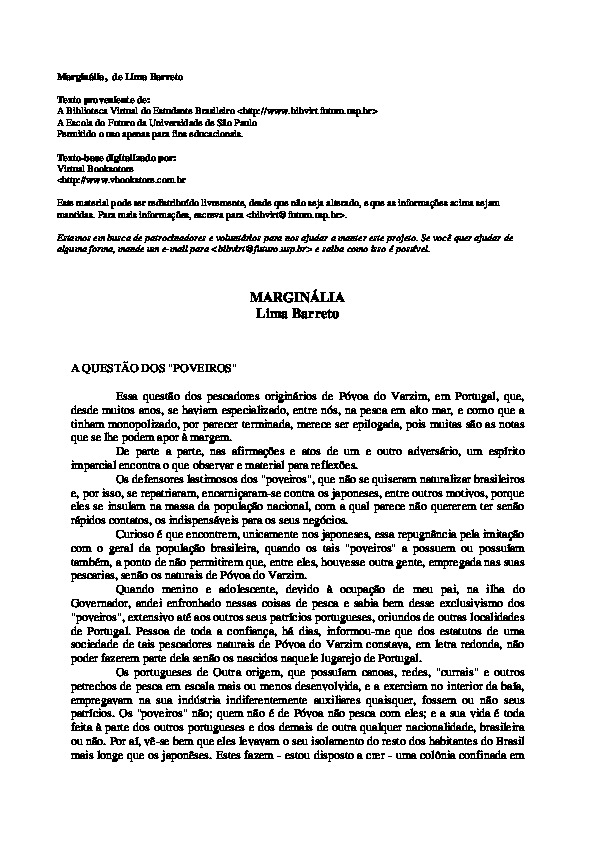 Marginália, de Lima Barreto
Texto proveniente de:
A Biblioteca Virtual do Estudante Brasileiro <http://www.bibvirt.futuro.usp.br>
A Escola do Futuro da Universidade de São Paulo
Permitido o uso apenas para fins educacionais.
Texto-base digitalizado por:
Virtual Bookstore
<http://www.vbookstore.com.br
Este material pode ser redistribuído livremente, desde que não seja alterado, e que as informações acima sejam
mantidas. Para mais informações, escreva para <bibvirt@futuro.usp.br>.
Estamos em busca de patrocinadores e voluntários para nos ajudar a manter este projeto. Se você quer ajudar de
alguma forma, mande um e-mail para <bibvirt@futuro.usp.br> e saiba como isso é possível.
MARGINÁLIA
Lima Barreto
A QUESTÃO DOS "POVEIROS"
Essa questão dos pescadores originários de Póvoa do Varzim, em Portugal, que,
desde muitos anos, se haviam especializado, entre nós, na pesca em alto mar, e como que a
tinham monopolizado, por parecer terminada, merece ser epilogada, pois muitas são as notas
que se lhe podem apor à margem.
De parte a parte, nas afirmações e atos de um e outro adversário, um espírito
imparcial encontra o que observar e material para reflexões.
Os defensores lastimosos dos "poveiros", que não se quiseram naturalizar brasileiros
e, por isso, se repatriaram, encarniçaram-se contra os japoneses, entre outros motivos, porque
eles se insulam na massa da população nacional, com a qual parece não quererem ter senão
rápidos contatos, os indispensáveis para os seus negócios.
Curioso é que encontrem, unicamente nos japoneses, essa repugnância pela imitação
com o geral da população brasileira, quando os tais "poveiros" a possuem ou possuíam
também, a ponto de não permitirem que, entre eles, houvesse outra gente, empregada nas suas
pescarias, senão os naturais de Póvoa do Varzim.
Quando menino e adolescente, devido à ocupação de meu pai, na ilha do
Governador, andei enfronhado nessas coisas de pesca e sabia bem desse exclusivismo dos
"poveiros", extensivo até aos outros seus patrícios portugueses, oriundos de outras localidades
de Portugal. Pessoa de toda a confiança, há dias, informou-me que dos estatutos de uma
sociedade de tais pescadores naturais de Póvoa do Varzim constava, em letra redonda, não
poder fazerem parte dela senão os nascidos naquele lugarejo de Portugal.
Os portugueses de Outra origem, que possuíam canoas, redes, "currais" e outros
petrechos de pesca em escala mais ou menos desenvolvida, e a exerciam no interior da baía,
empregavam na sua indústria indiferentemente auxiliares quaisquer, fossem ou não seus
patrícios. Os "poveiros" não; quem não é de Póvoa não pesca com eles; e a sua vida é toda
feita à parte dos outros portugueses e dos demais de outra qualquer nacionalidade, brasileira
ou não. Por aí, vê-se bem que eles levavam o seu isolamento do resto dos habitantes do Brasil
mais longe que os japonêses. Estes fazem - estou disposto a crer - uma colônia confinada em